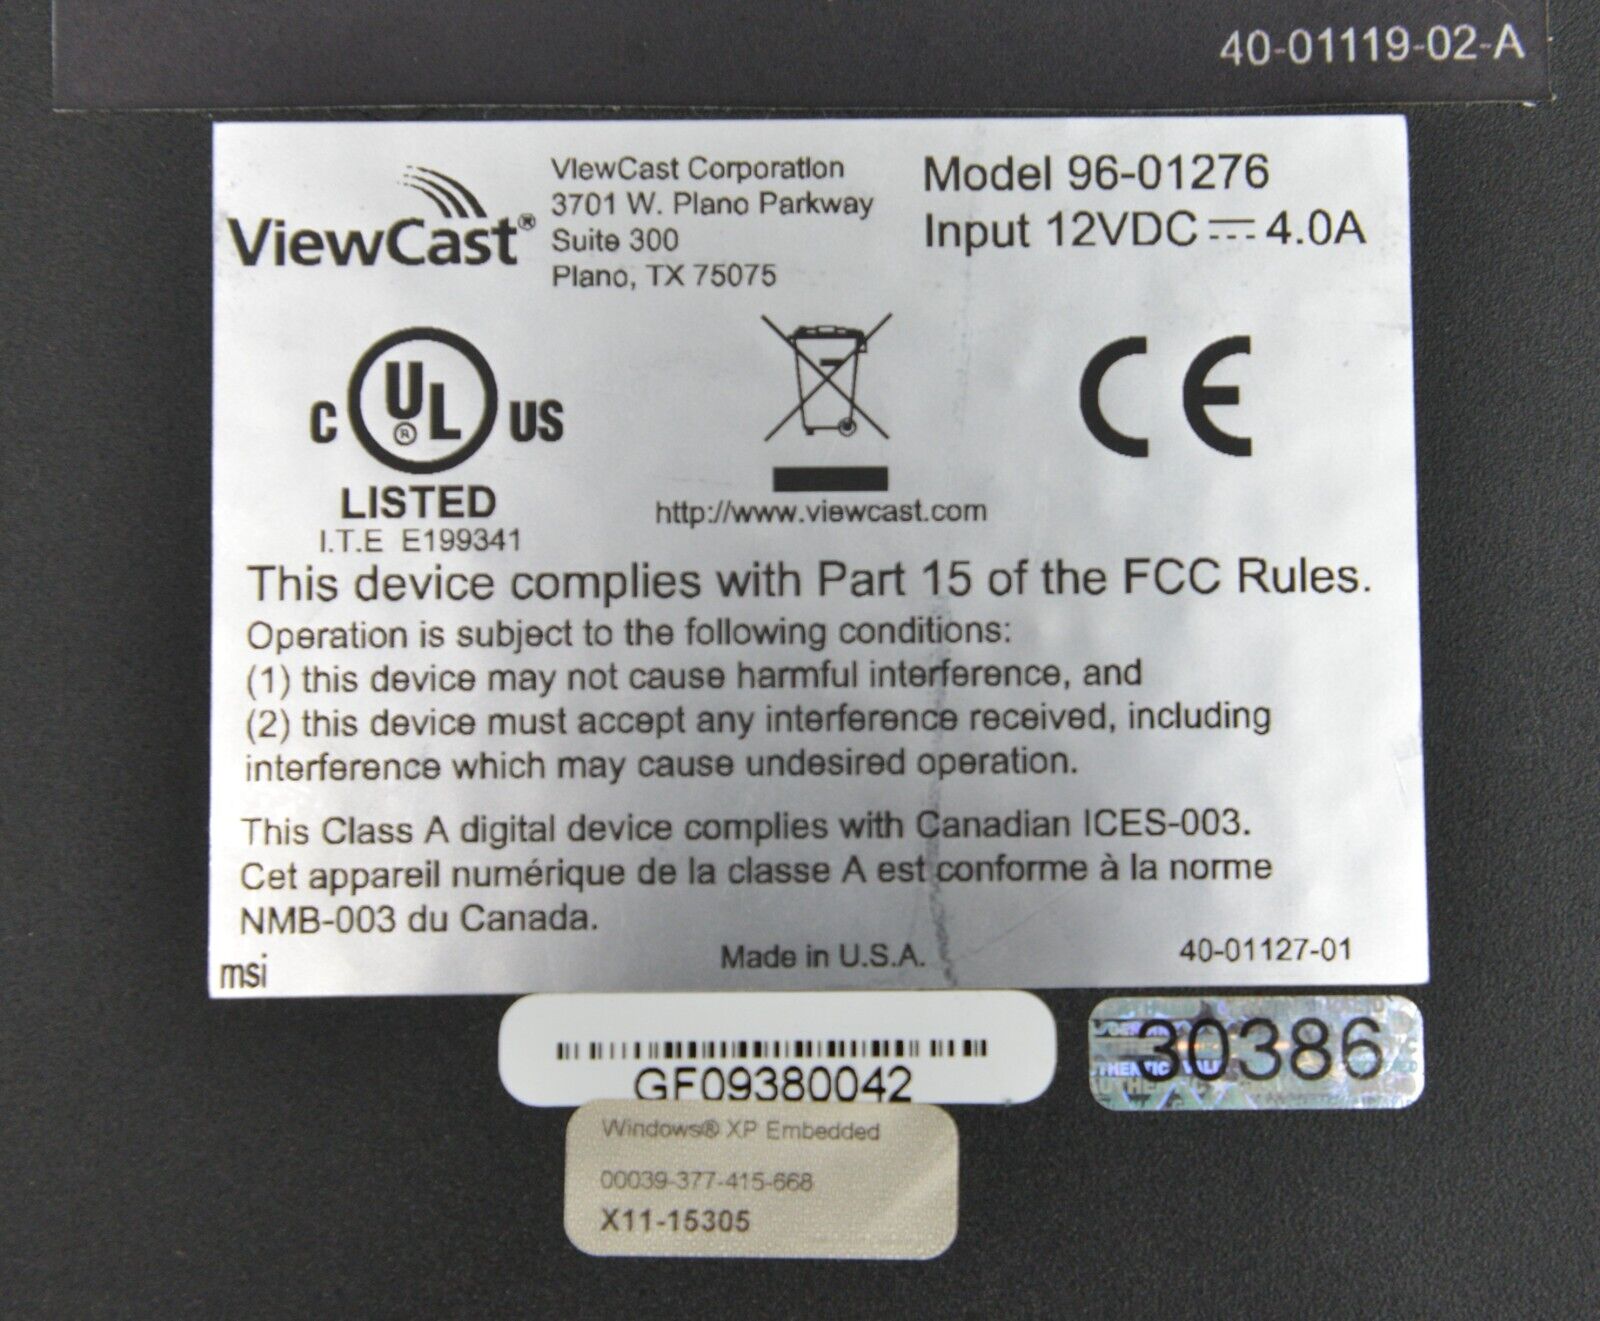 40-01119-02-A
ViewCast®
ViewCast Corporation
3701 W. Plano Parkway
Suite 300
Plano, TX 75075
Model 96-01276
Input 12VDC 4.0A
C UL® US
LISTED
I.T.E E199341
http://www.viewcast.com
CE
This device complies with Part 15 of the FCC Rules.
Operation is subject to the following conditions:
(1) this device may not cause harmful interference, and
(2) this device must accept any interference received, including
interference which may cause undesired operation.
This Class A digital device complies with Canadian ICES-003.
Cet appareil numérique de la classe A est conforme à la norme
NMB-003 du Canada.
msi
Made in U.S.A.
40-01127-01
GF09380042
30386
Windows® XP Embedded
00039-377-415-668
X11-15305